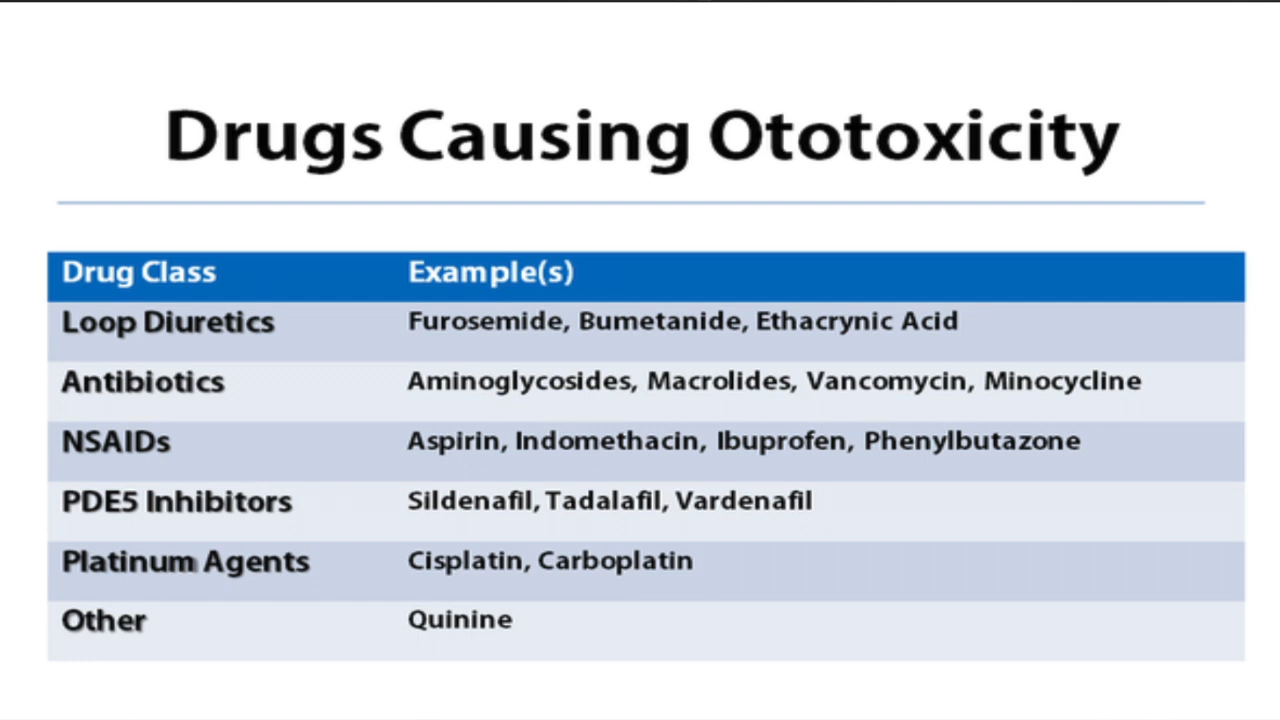 Drugs Causing Ototoxicity
Drug Class Example(s)
Loop Diuretics Furosemide, Bumetanide, Ethacrynic Acid
Antibiotics Aminoglycosides, Macrolides, Vancomycin, Minocycline
NSAIDs Aspirin, Indomethacin, Ibuprofen, Phenylbutazone
PDE5 Inhibitors Sildenafil, Tadalafil, Vardenafil
Platinum Agents Cisplatin, Carboplatin
Other Quinine